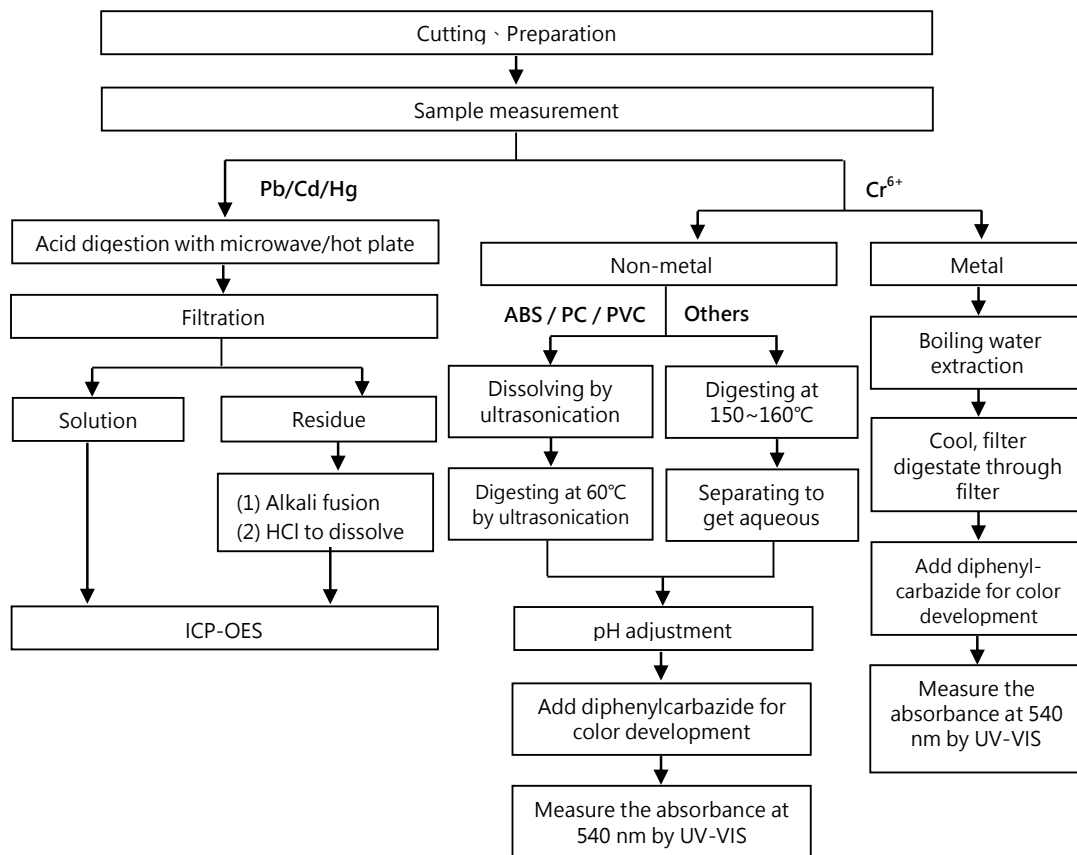 Cutting、Preparation
Sample measurement
Pb/Cd/Hg
Cr⁶⁺
Acid digestion with microwave/hot plate
Filtration
Solution
Residue
(1) Alkali fusion
(2) HCl to dissolve
ICP-OES
Non-metal
ABS / PC / PVC
Others
Dissolving by
ultrasonication
Digesting at 60℃
by ultrasonication
Digesting at
150~160℃
Separating to
get aqueous
pH adjustment
Add diphenylcarbazide for
color development
Measure the absorbance at
540 nm by UV-VIS
Metal
Boiling water
extraction
Cool, filter
digestate through
filter
Add diphenyl-
carbazide for color
development
Measure the
absorbance at 540
nm by UV-VIS